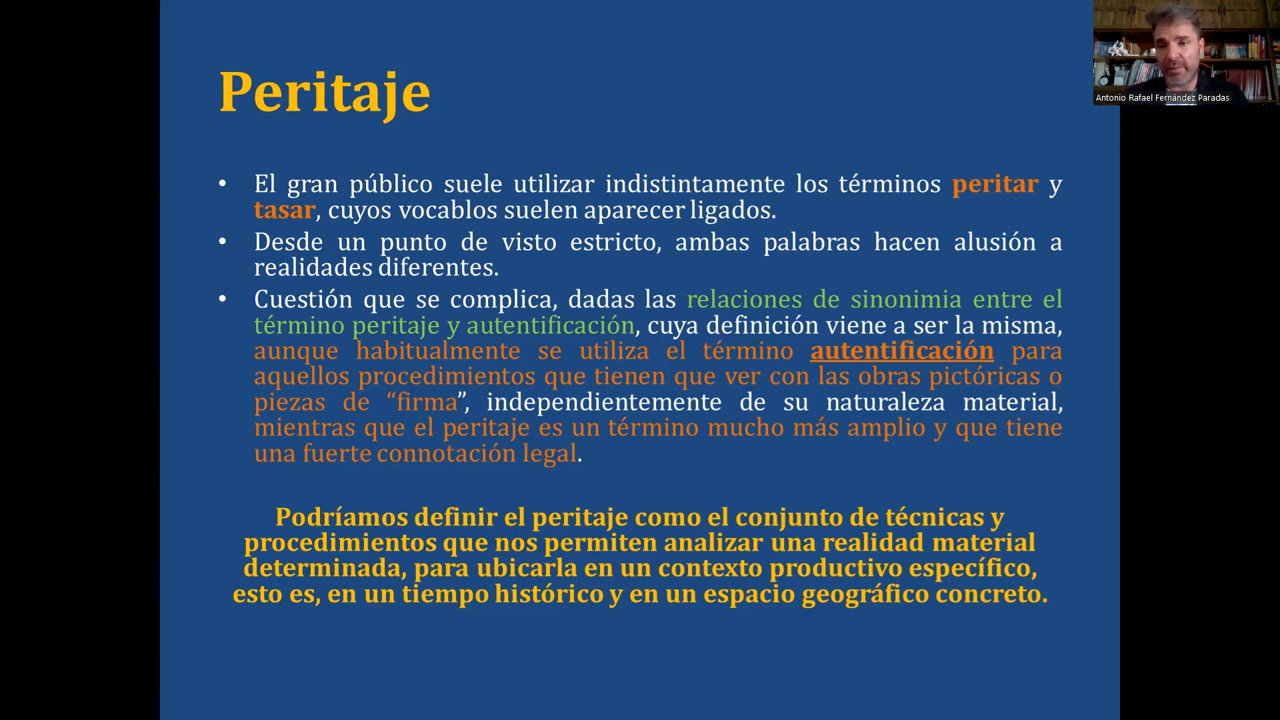 Peritaje
• El gran público suele utilizar indistintamente los términos peritar y
tasar, cuyos vocablos suelen aparecer ligados.
• Desde un punto de visto estricto, ambas palabras hacen alusión a
realidades diferentes.
• Cuestión que se complica, dadas las relaciones de sinonimia entre el
término peritaje y autentificación, cuya definición viene a ser la misma,
aunque habitualmente se utiliza el término autentificación para
aquellos procedimientos que tienen que ver con las obras pictóricas o
piezas de “firma”, independientemente de su naturaleza material,
mientras que el peritaje es un término mucho más amplio y que tiene
una fuerte connotación legal.
Podríamos definir el peritaje como el conjunto de técnicas y
procedimientos que nos permiten analizar una realidad material
determinada, para ubicarla en un contexto productivo específico,
esto es, en un tiempo histórico y en un espacio geográfico concreto.
Antonio Rafael Fernández Paradas